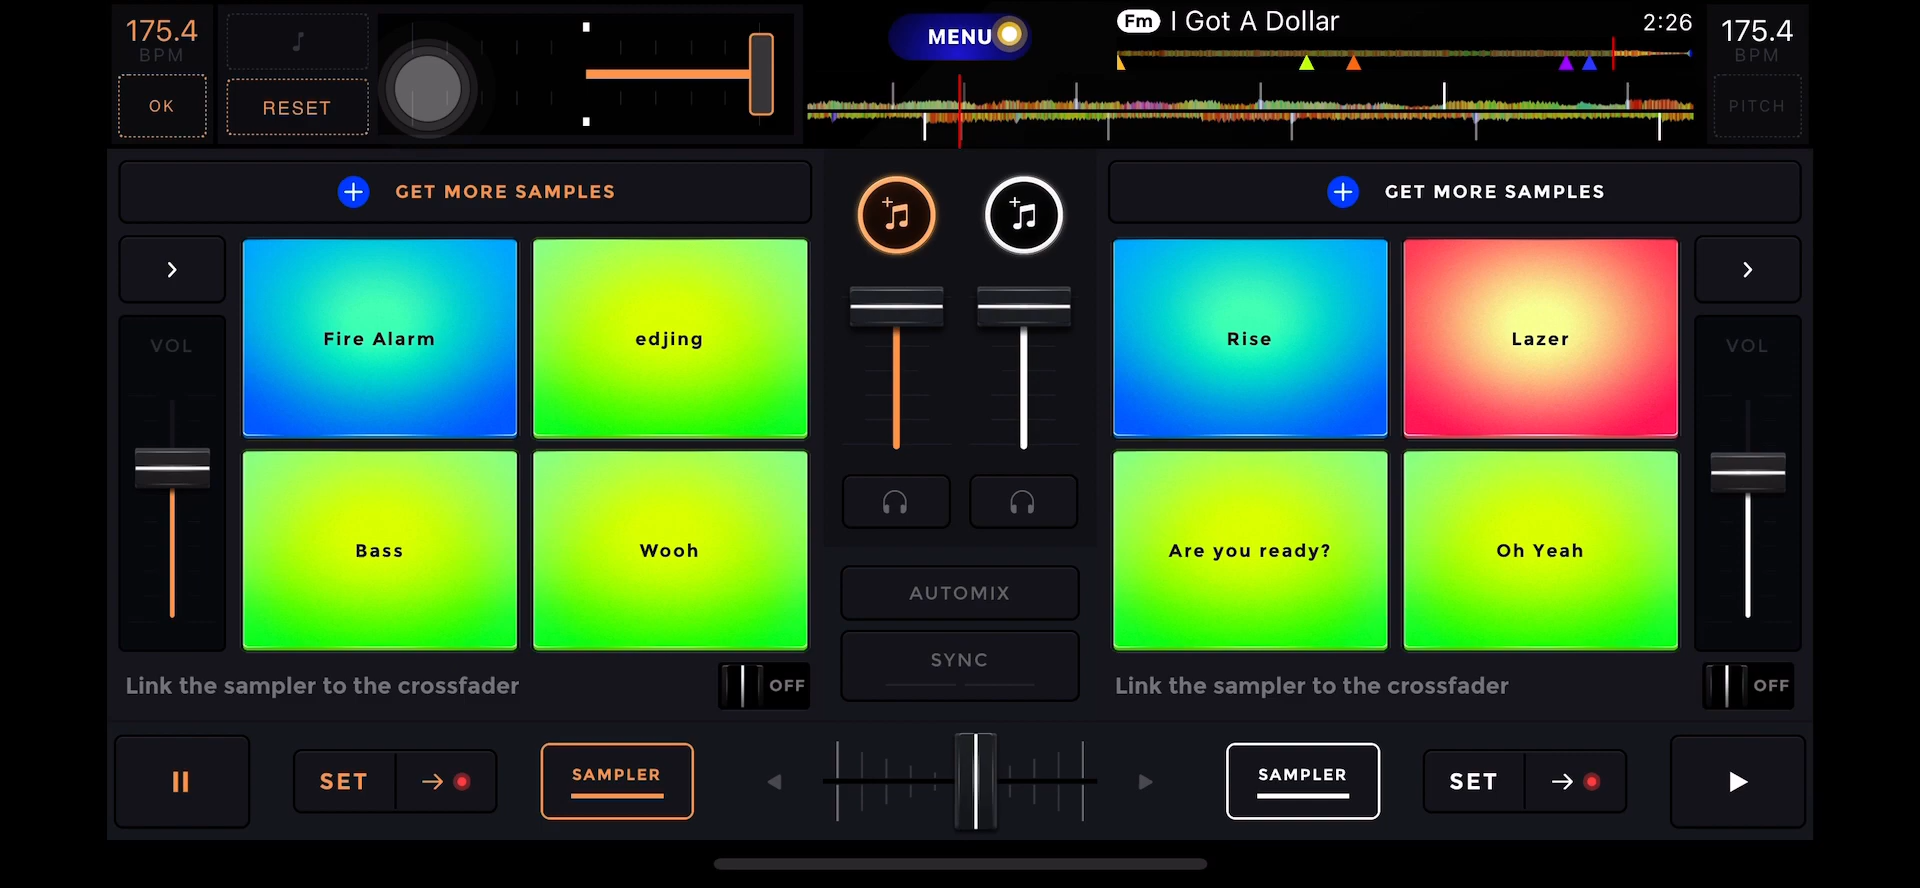 175.4
BPM
OK
RESET
MENU
Fm I Got A Dollar
2:26
175.4
BPM
PITCH
GET MORE SAMPLES
GET MORE SAMPLES
VOL
Fire Alarm
edjing
Bass
Wooh
Rise
Lazer
Are you ready?
Oh Yeah
VOL
AUTOMIX
SYNC
Link the sampler to the crossfader
OFF
Link the sampler to the crossfader
OFF
SET
SAMPLER
SAMPLER
SET